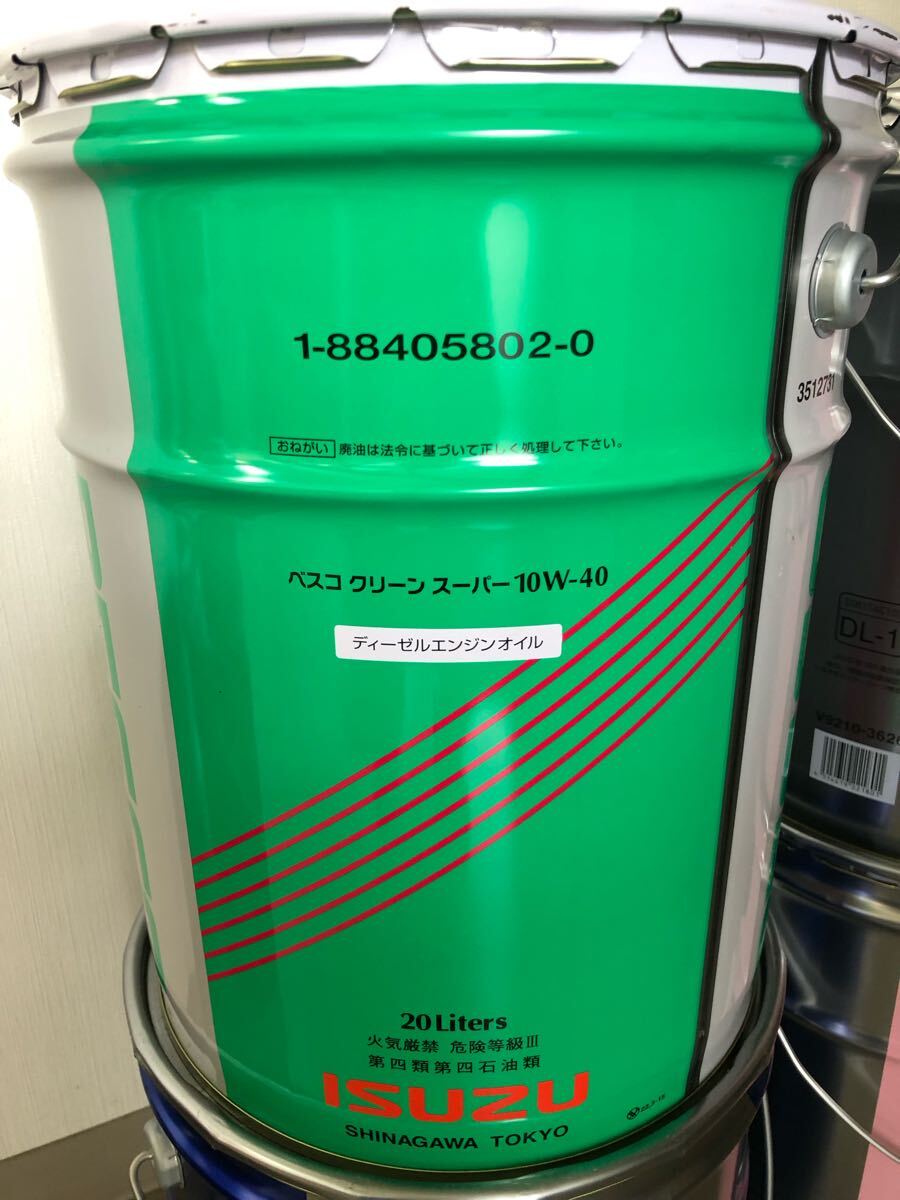 1-88405802-0
3512731
おねがい 廃油は法令に基づいて正しく処理して下さい。
ベスコ クリーン スーパー 10W-40
ディーゼルエンジンオイル
DL-1
V9210-3626
20Liters
火気厳禁 危険等級III
第四類第四石油類
ISUZU
SHINAGAWA TOKYO